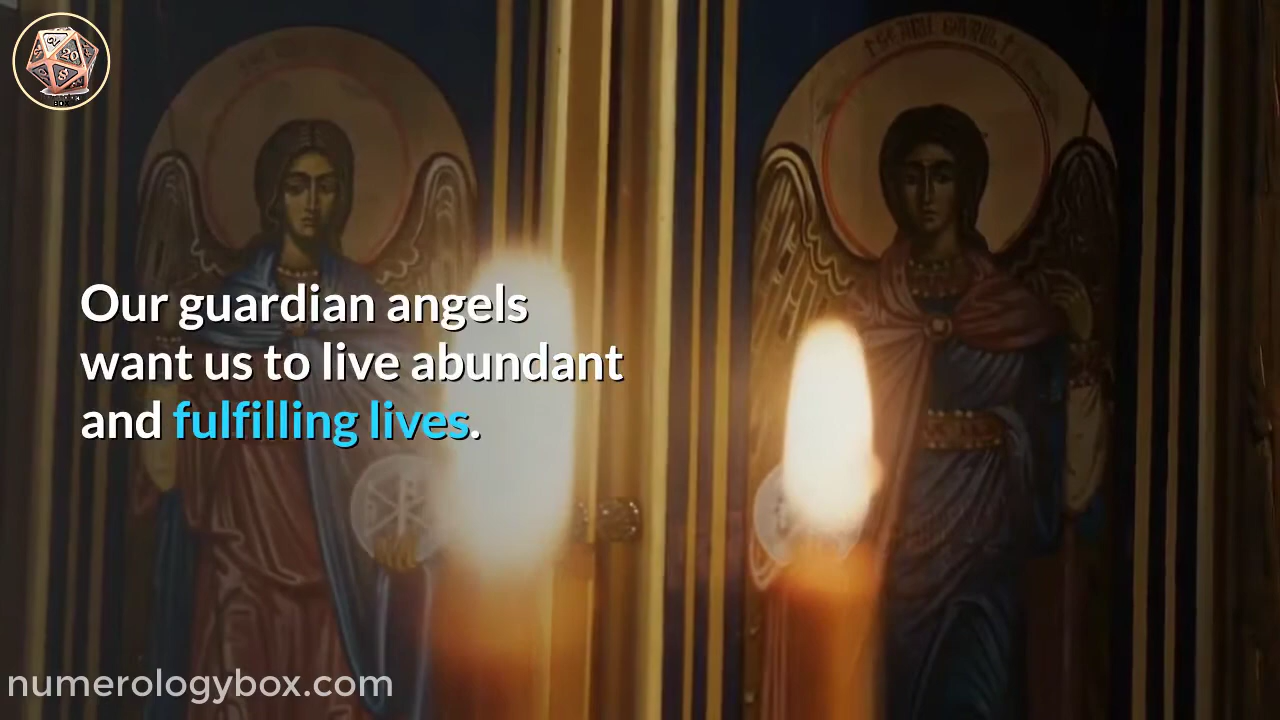 Our guardian angels
want us to live abundant
and fulfilling lives.
numerologybox.com